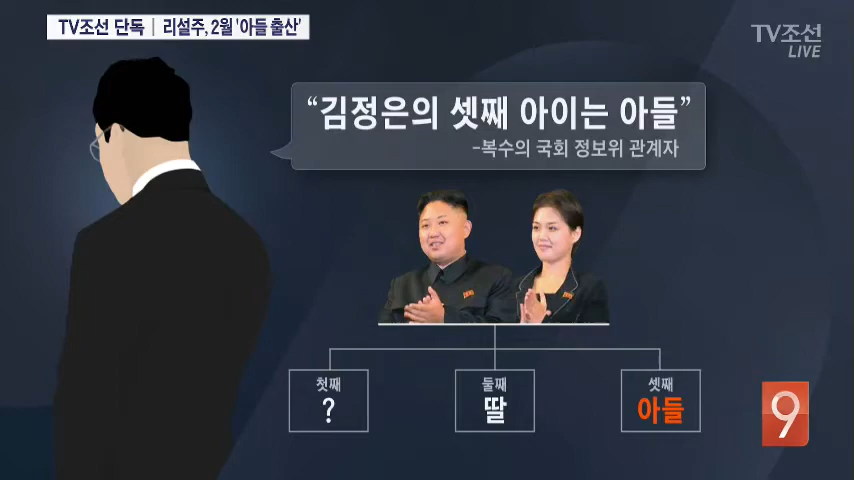 TV조선 단독 | 리설주, 2월 '아들 출산'
TV조선
LIVE
“김정은의 셋째 아이는 아들”
-복수의 국회 정보위 관계자
첫째
?
둘째
딸
셋째
아들
9